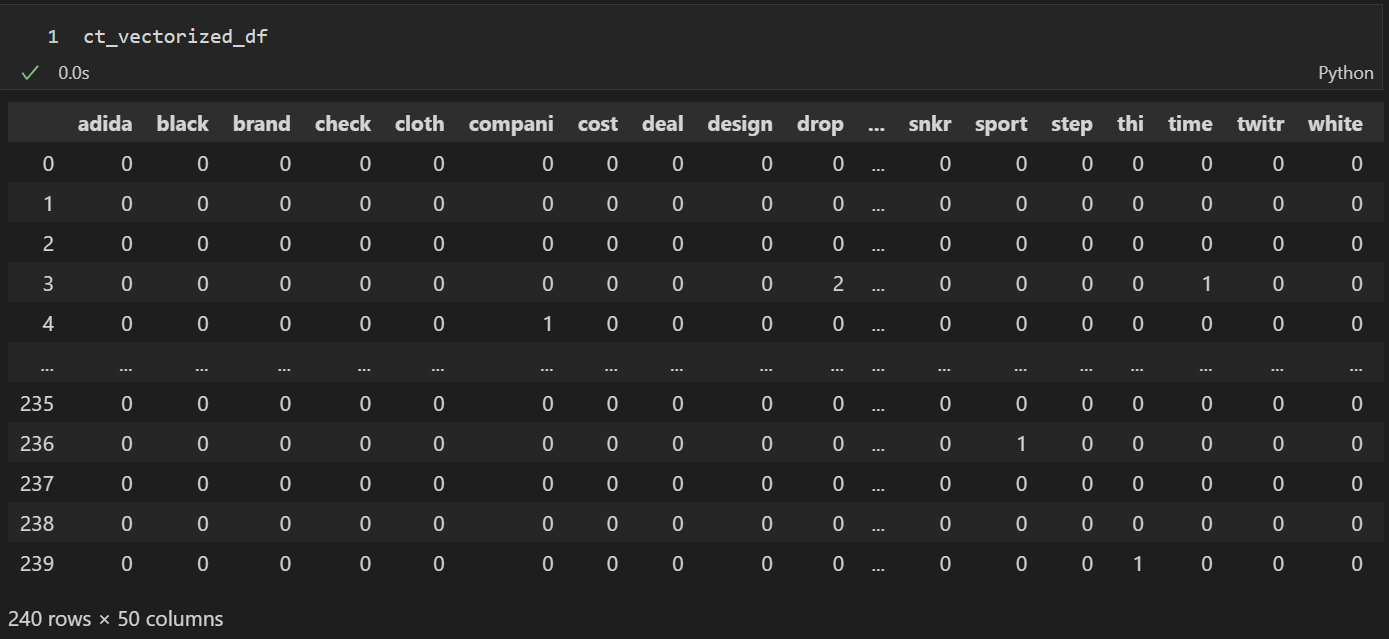 1 ct_vectorized_df
0.0s Python
adida black brand check cloth compani cost deal design drop ... snkr sport step thi time twitr white
0 0 0 0 0 0 0 0 0 0 0 ... 0 0 0 0 0 0 0
1 0 0 0 0 0 0 0 0 0 0 ... 0 0 0 0 0 0 0
2 0 0 0 0 0 0 0 0 0 0 ... 0 0 0 0 0 0 0
3 0 0 0 0 0 0 0 0 0 2 ... 0 0 0 0 1 0 0
4 0 0 0 0 0 1 0 0 0 0 ... 0 0 0 0 0 0 0
... ... ... ... ... ... ... ... ... ... ... ... ... ... ... ... ... ... ...
235 0 0 0 0 0 0 0 0 0 0 ... 0 0 0 0 0 0 0
236 0 0 0 0 0 0 0 0 0 0 ... 0 1 0 0 0 0 0
237 0 0 0 0 0 0 0 0 0 0 ... 0 0 0 0 0 0 0
238 0 0 0 0 0 0 0 0 0 0 ... 0 0 0 0 0 0 0
239 0 0 0 0 0 0 0 0 0 0 ... 0 0 0 1 0 0 0
240 rows × 50 columns